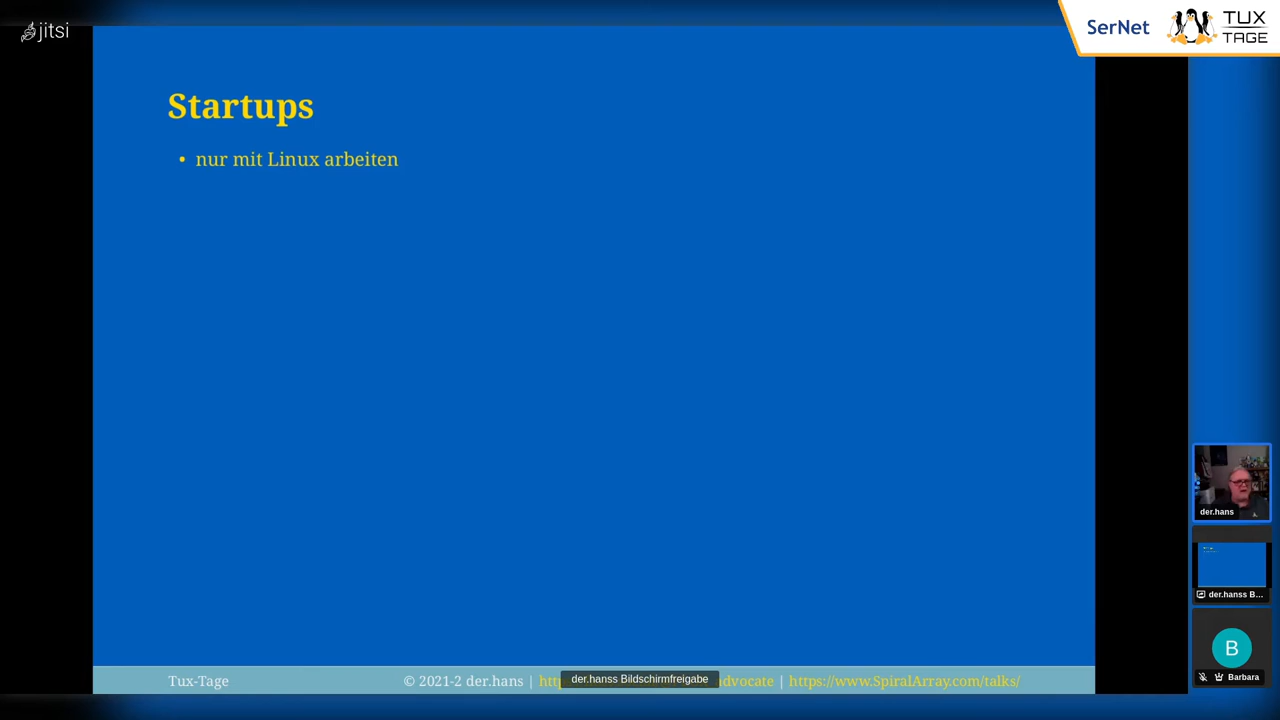 jitsi
SerNet
TUX
TAGE
Startups
• nur mit Linux arbeiten
der.hans
der.hanss B...
B
Barbara
Tux-Tage
© 2021-2 der.hans | http advocate | https://www.SpiralArray.com/talks/
der.hanss Bildschirmfreigabe